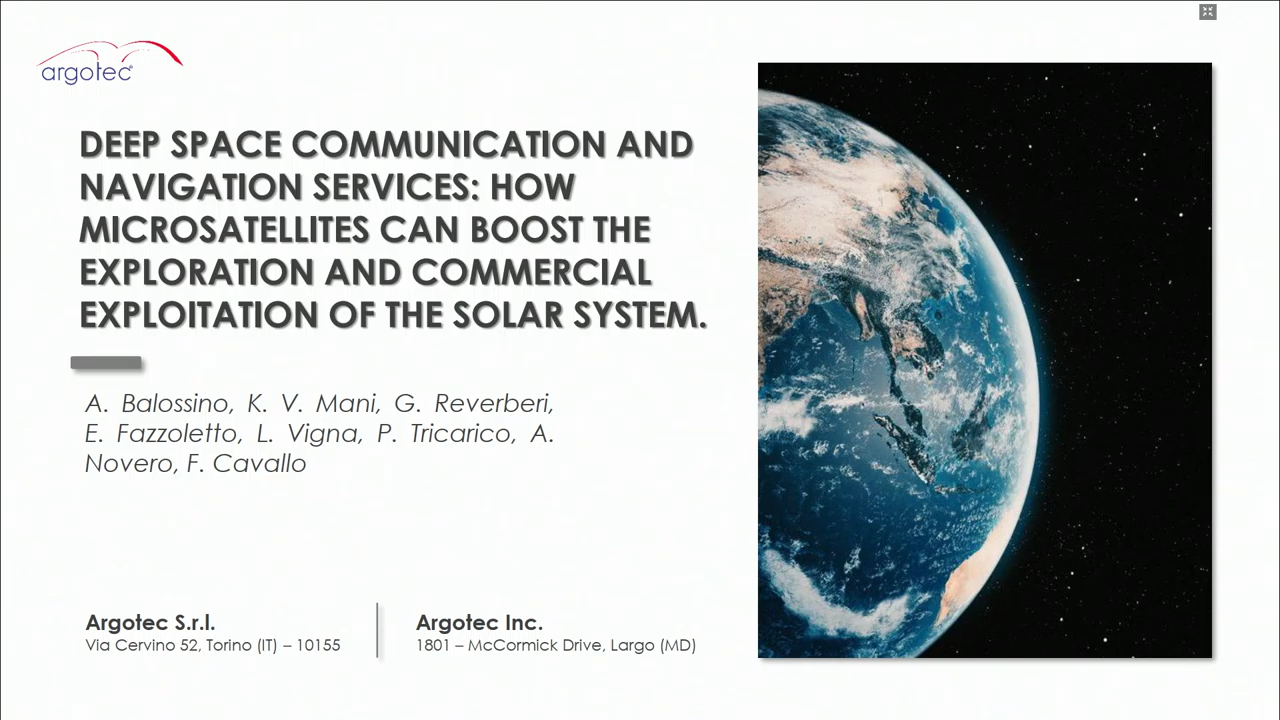 argotec
DEEP SPACE COMMUNICATION AND
NAVIGATION SERVICES: HOW
MICROSATELLITES CAN BOOST THE
EXPLORATION AND COMMERCIAL
EXPLOITATION OF THE SOLAR SYSTEM.
A. Balossino, K. V. Mani, G. Reverberi,
E. Fazzoletto, L. Vigna, P. Tricarico, A.
Novero, F. Cavallo
Argotec S.r.l.
Via Cervino 52, Torino (IT) – 10155
Argotec Inc.
1801 – McCormick Drive, Largo (MD)